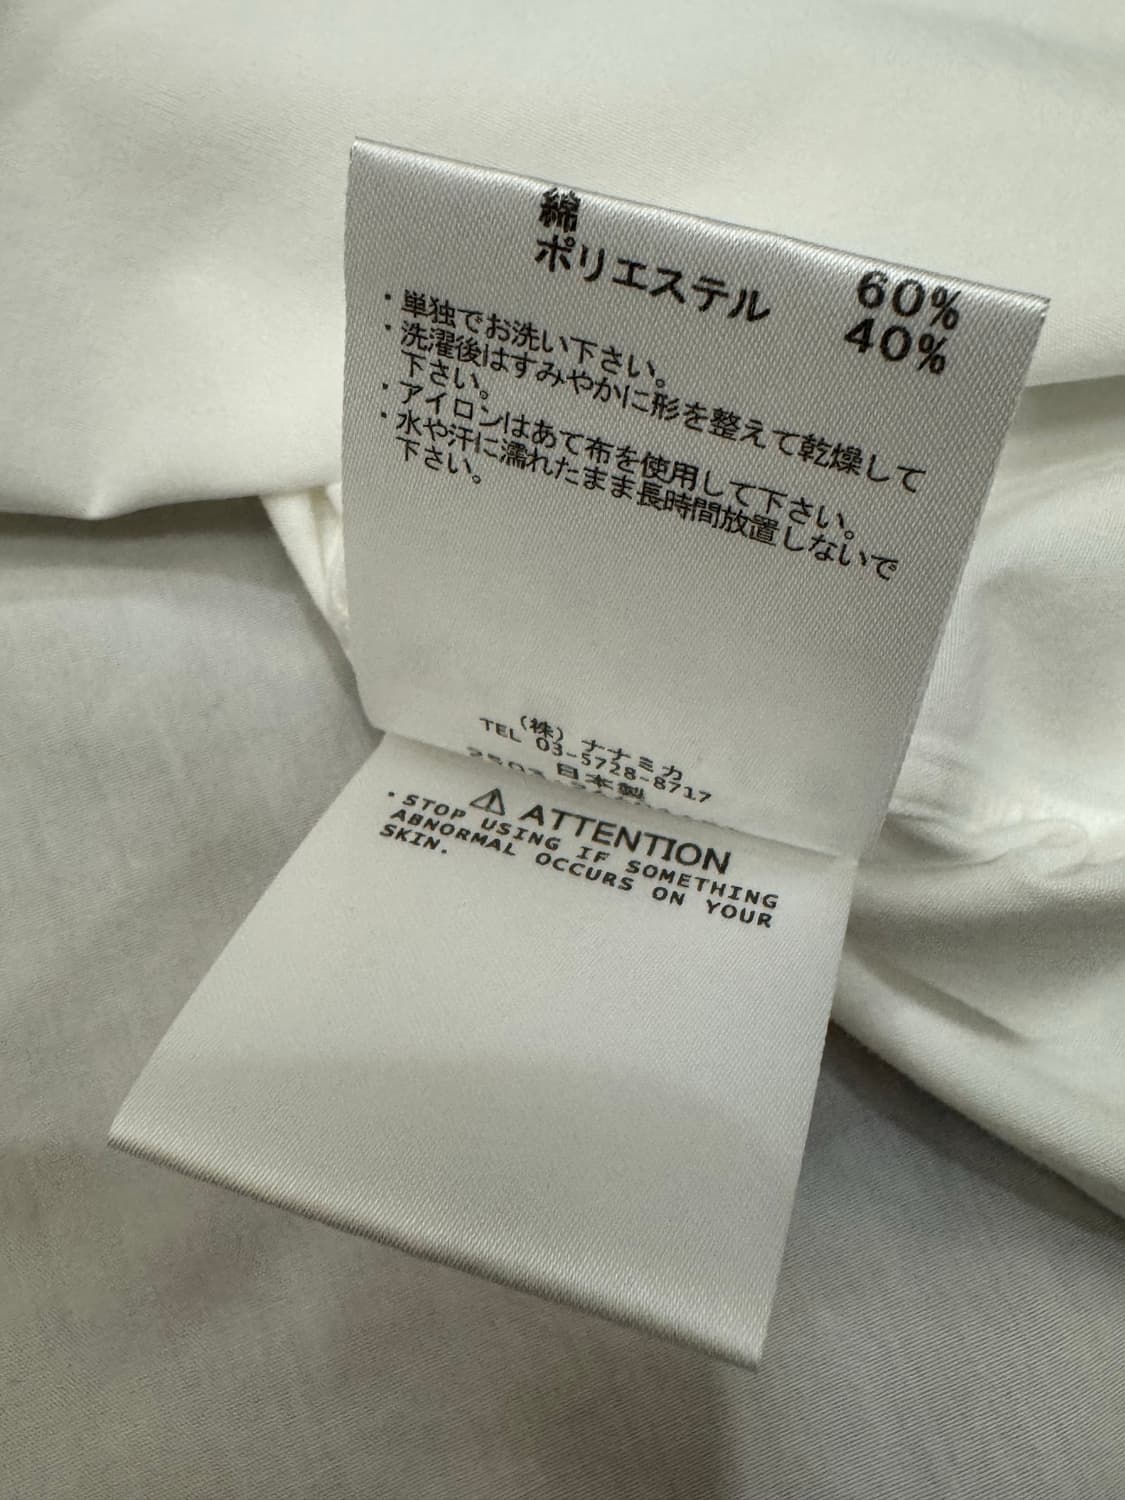 綿 60%
ポリエステル 40%
・単独でお洗い下さい。
・洗濯後はすみやかに形を整えて乾燥して
下さい。
・アイロンはあて布を使用して下さい。
・水や汗に濡れたまま長時間放置しないで
下さい。
(株) ナナミカ
TEL 03-5728-8717
日本製
⚠ ATTENTION
・STOP USING IF SOMETHING
ABNORMAL OCCURS ON YOUR
SKIN.